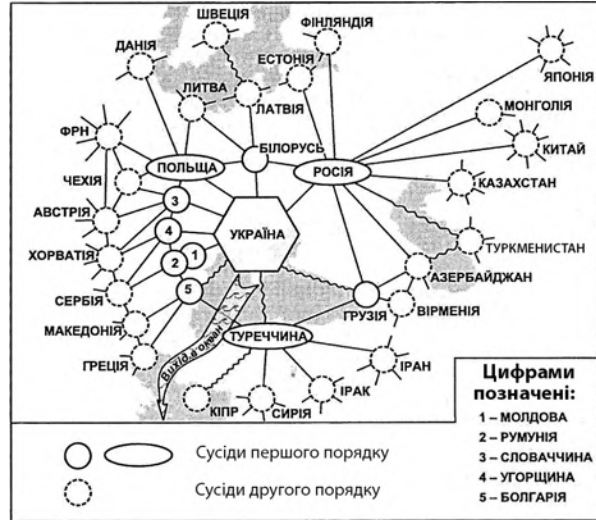 ШВЕЦІЯ
ФІНЛЯНДІЯ
ДАНІЯ
ЕСТОНІЯ
ЯПОНІЯ
ЛИТВА
ЛАТВІЯ
МОНГОЛІЯ
ФРН
БІЛОРУСЬ
КИТАЙ
ПОЛЬЩА
РОСІЯ
ЧЕХІЯ
КАЗАХСТАН
АВСТРІЯ
3
УКРАЇНА
4
ТУРКМЕНИСТАН
ХОРВАТІЯ
1
2
АЗЕРБАЙДЖАН
СЕРБІЯ
5
ГРУЗІЯ
ВІРМЕНІЯ
МАКЕДОНІЯ
ТУРЕЧЧИНА
Вихід в океан
ГРЕЦІЯ
ІРАН
ІРАК
КІПР
СИРІЯ
Цифрами
позначені:
1 – МОЛДОВА
2 – РУМУНІЯ
3 – СЛОВАЧЧИНА
4 – УГОРЩИНА
5 – БОЛГАРІЯ
Сусіди першого порядку
Сусіди другого порядку